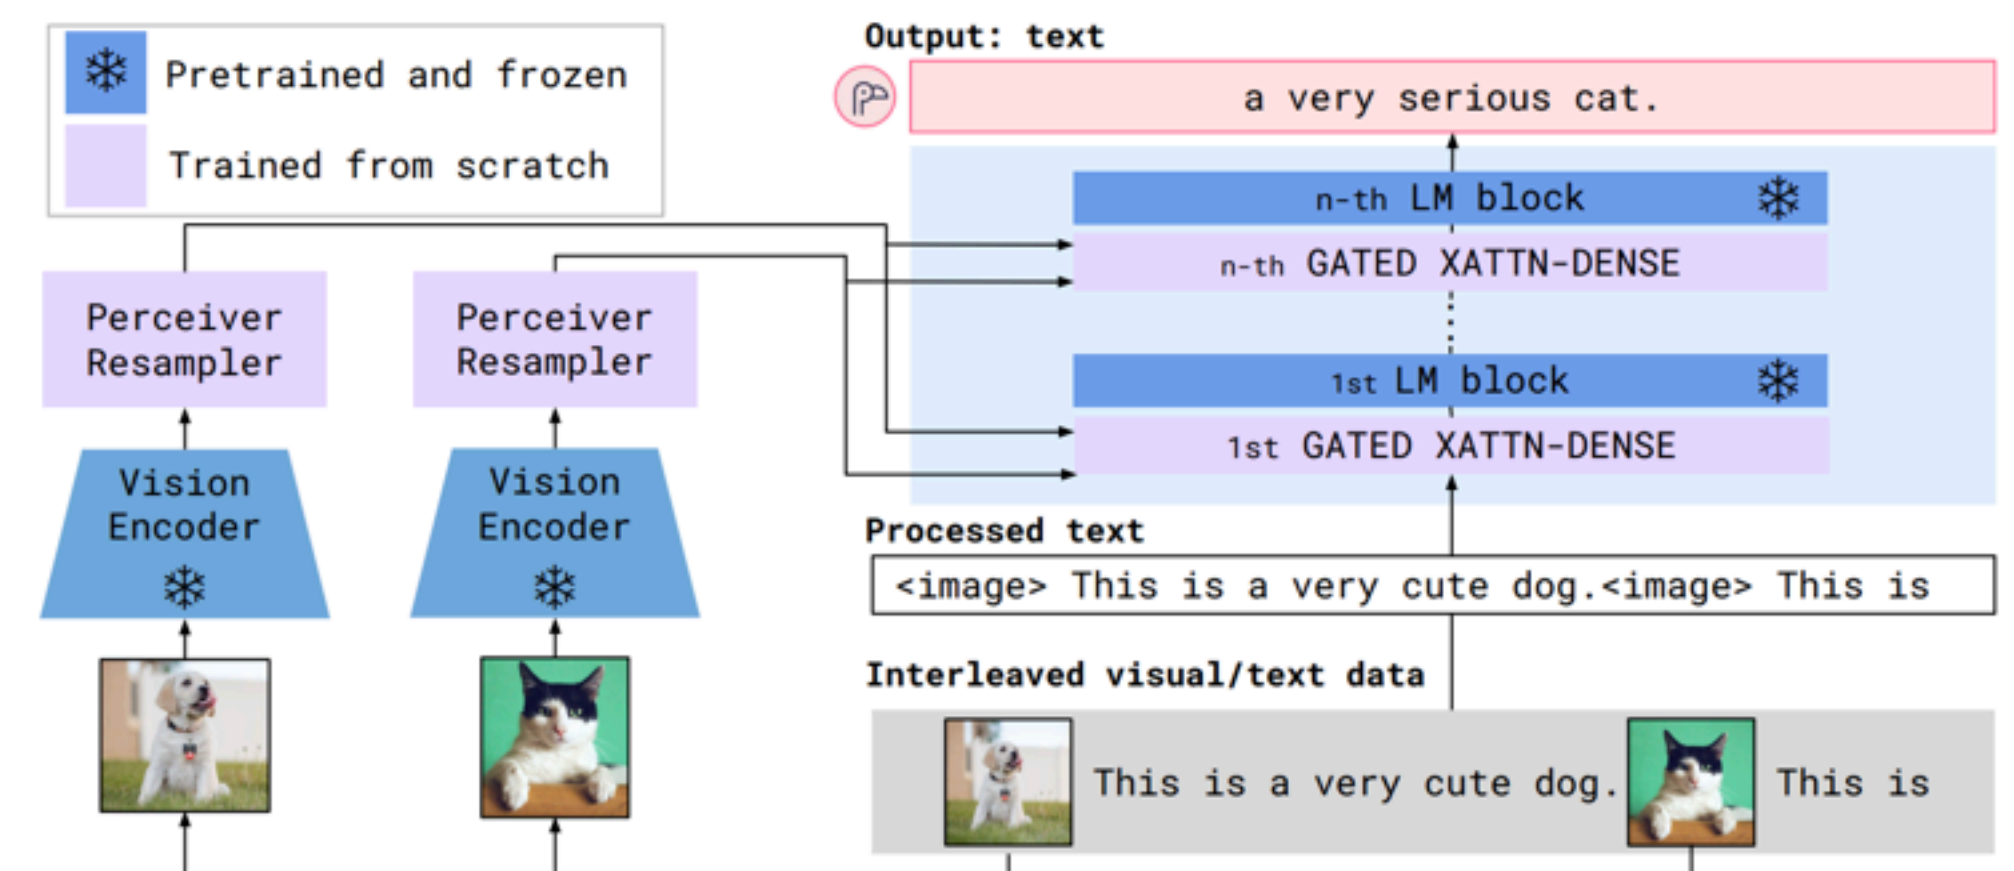 Pretrained and frozen
Trained from scratch
Perceiver
Resampler
Perceiver
Resampler
Vision
Encoder
Vision
Encoder
Output: text
a very serious cat.
n-th LM block
n-th GATED XATTN-DENSE
1st LM block
1st GATED XATTN-DENSE
Processed text
<image> This is a very cute dog.<image> This is
Interleaved visual/text data
This is a very cute dog. This is